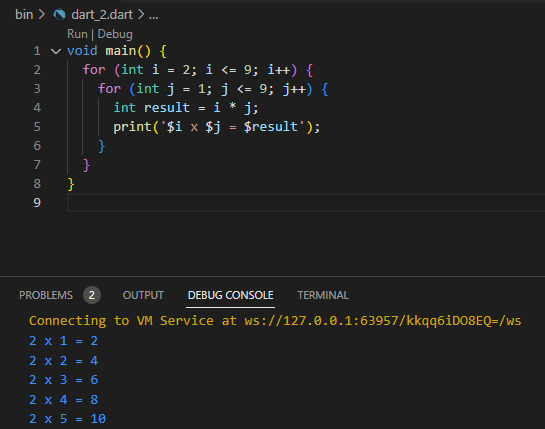 bin > dart_2.dart > ...
Run | Debug
1 void main() {
2 for (int i = 2; i <= 9; i++) {
3 for (int j = 1; j <= 9; j++) {
4 int result = i * j;
5 print('$i x $j = $result');
6 }
7 }
8 }
9
PROBLEMS 2 OUTPUT DEBUG CONSOLE TERMINAL
Connecting to VM Service at ws://127.0.0.1:63957/kkqq6iDO8EQ=/ws
2 x 1 = 2
2 x 2 = 4
2 x 3 = 6
2 x 4 = 8
2 x 5 = 10